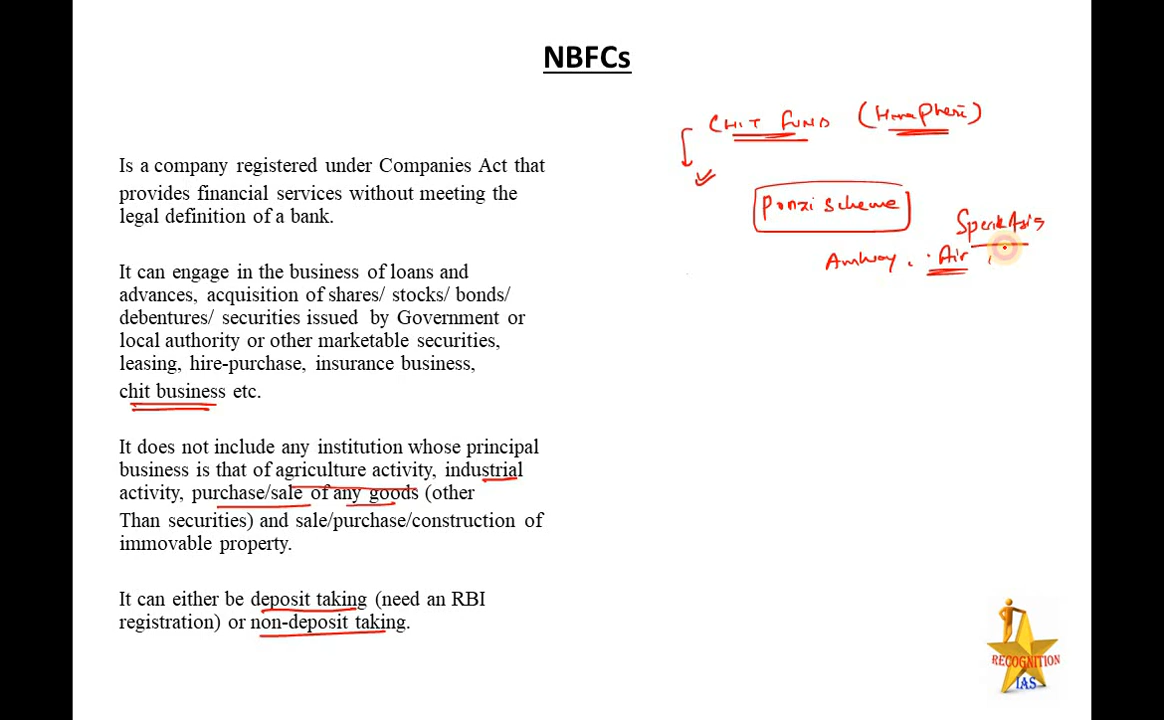 NBFCs
Is a company registered under Companies Act that
provides financial services without meeting the
legal definition of a bank.
It can engage in the business of loans and
advances, acquisition of shares/ stocks/ bonds/
debentures/ securities issued by Government or
local authority or other marketable securities,
leasing, hire-purchase, insurance business,
chit business etc.
It does not include any institution whose principal
business is that of agriculture activity, industrial
activity, purchase/sale of any goods (other
Than securities) and sale/purchase/construction of
immovable property.
It can either be deposit taking (need an RBI
registration) or non-deposit taking.
CHIT FUND (Hera Pheri)
Ponzi Scheme
Speak Asia
Amway, Air
RECOGNITION
IAS